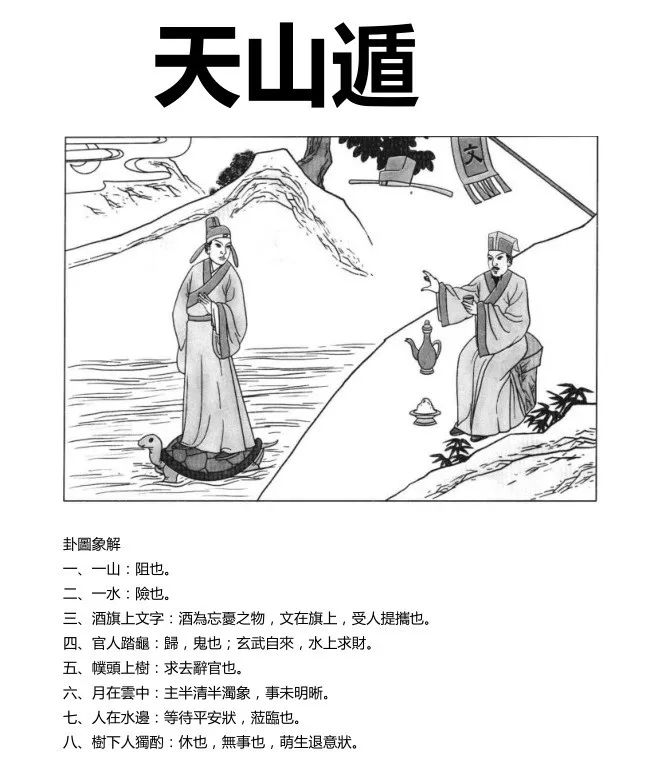 天山遁
文
卦圖象解
一、一山：阻也。
二、一水：險也。
三、酒旗上文字：酒為忘憂之物，文在旗上，受人提攜也。
四、官人踏龜：歸，鬼也；玄武自來，水上求財。
五、幞頭上樹：求去辭官也。
六、月在雲中：主半清半濁象，事未明晰。
七、人在水邊：等待平安狀，蒞臨也。
八、樹下人獨酌：休也，無事也，萌生退意狀。